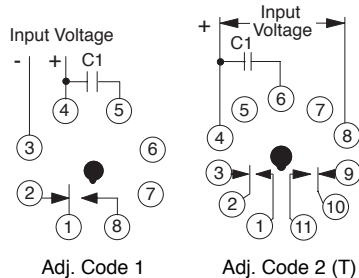 Input Voltage
- + C1
4 5
3 6
2 7
1 8
Adj. Code 1
Input
+ Voltage
C1
6
5 7
4 8
3 9
2 10
1 11
Adj. Code 2 (T)